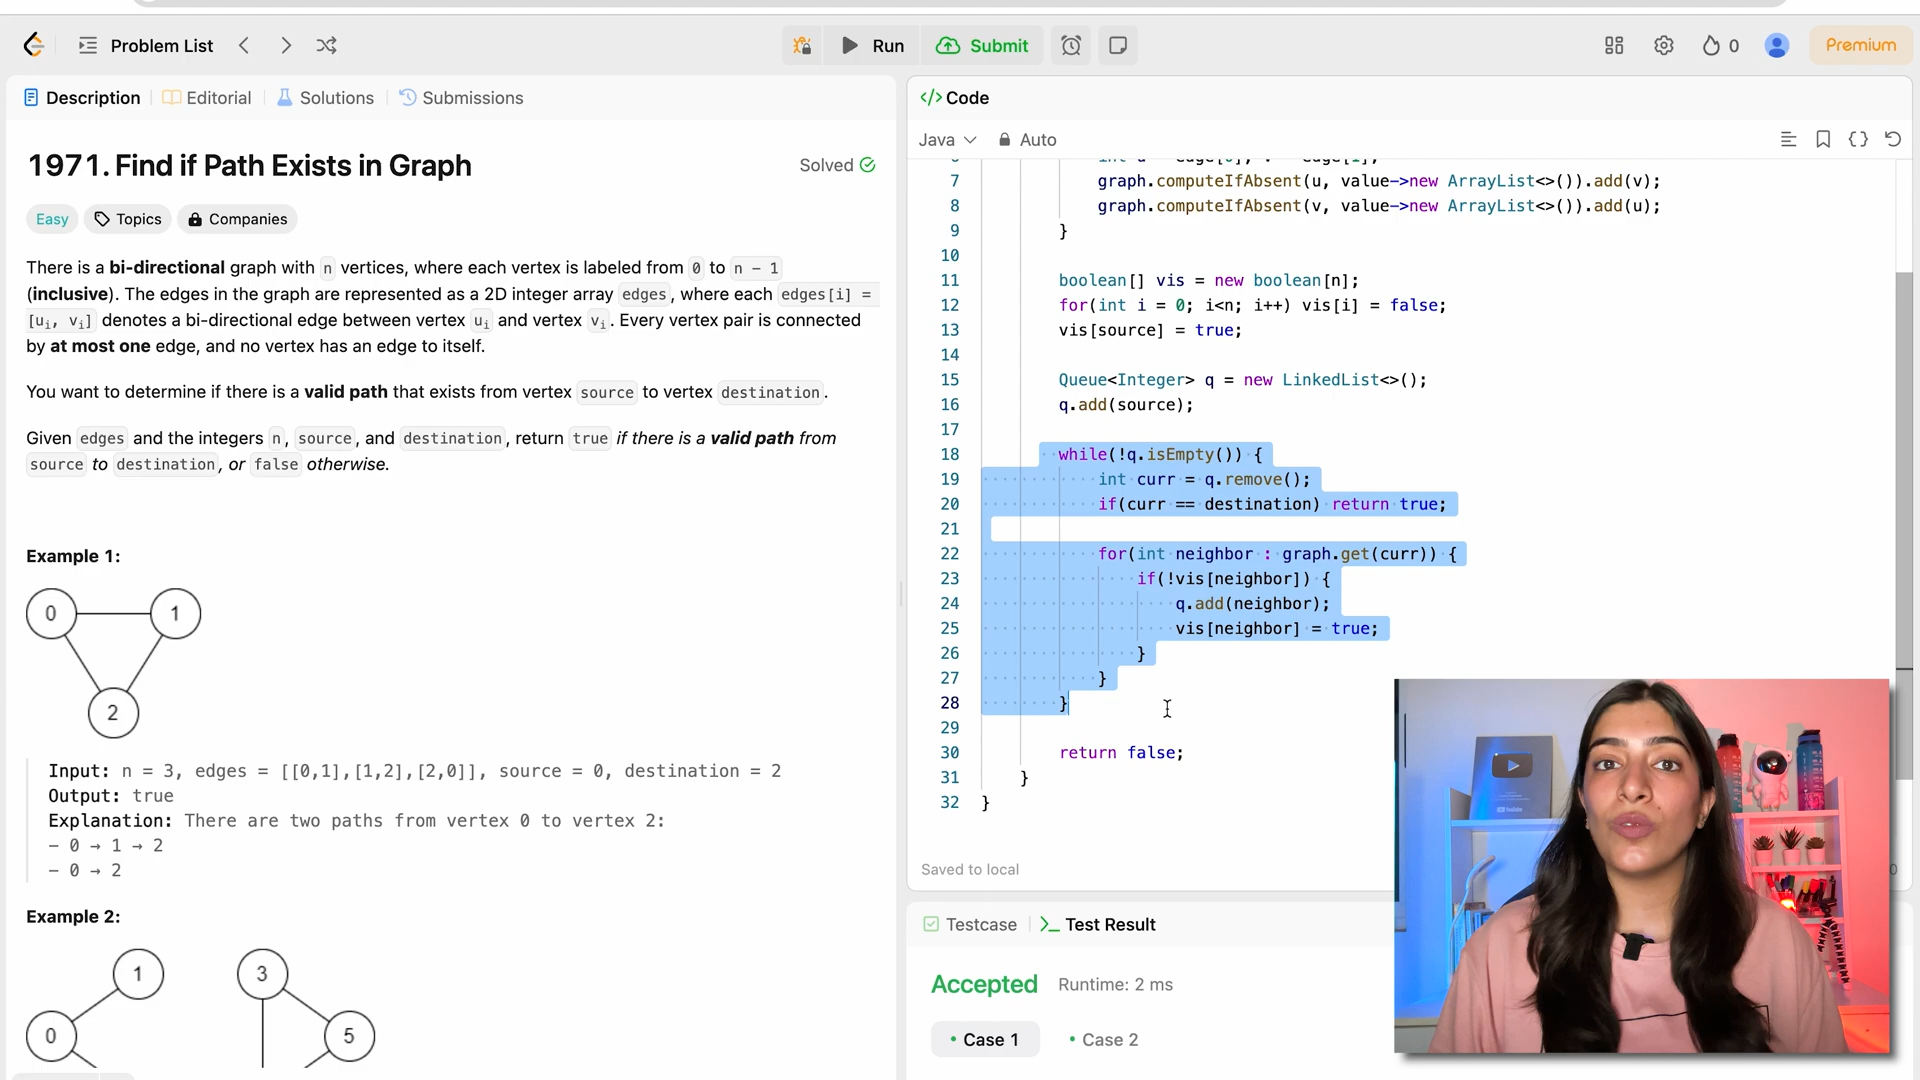 Problem List
Run
Submit
0
Premium
Description
Editorial
Solutions
Submissions
1971. Find if Path Exists in Graph
Solved
Easy
Topics
Companies
There is a bi-directional graph with n vertices, where each vertex is labeled from 0 to n - 1
(inclusive). The edges in the graph are represented as a 2D integer array edges, where each edges[i] =
[ui, vi] denotes a bi-directional edge between vertex ui and vertex vi. Every vertex pair is connected
by at most one edge, and no vertex has an edge to itself.
You want to determine if there is a valid path that exists from vertex source to vertex destination.
Given edges and the integers n, source, and destination, return true if there is a valid path from
source to destination, or false otherwise.
Example 1:
0
1
2
Input: n = 3, edges = [[0,1],[1,2],[2,0]], source = 0, destination = 2
Output: true
Explanation: There are two paths from vertex 0 to vertex 2:
- 0 → 1 → 2
- 0 → 2
Example 2:
1
3
0
5
</> Code
Java
Auto
7 graph.computeIfAbsent(u, value->new ArrayList<>()).add(v);
8 graph.computeIfAbsent(v, value->new ArrayList<>()).add(u);
9 }
10
11 boolean[] vis = new boolean[n];
12 for(int i = 0; i<n; i++) vis[i] = false;
13 vis[source] = true;
14
15 Queue<Integer> q = new LinkedList<>();
16 q.add(source);
17
18 while(!q.isEmpty()) {
19 int curr = q.remove();
20 if(curr == destination) return true;
21
22 for(int neighbor : graph.get(curr)) {
23 if(!vis[neighbor]) {
24 q.add(neighbor);
25 vis[neighbor] = true;
26 }
27 }
28 }
29
30 return false;
31 }
32 }
Saved to local
Testcase
Test Result
Accepted
Runtime: 2 ms
• Case 1
• Case 2